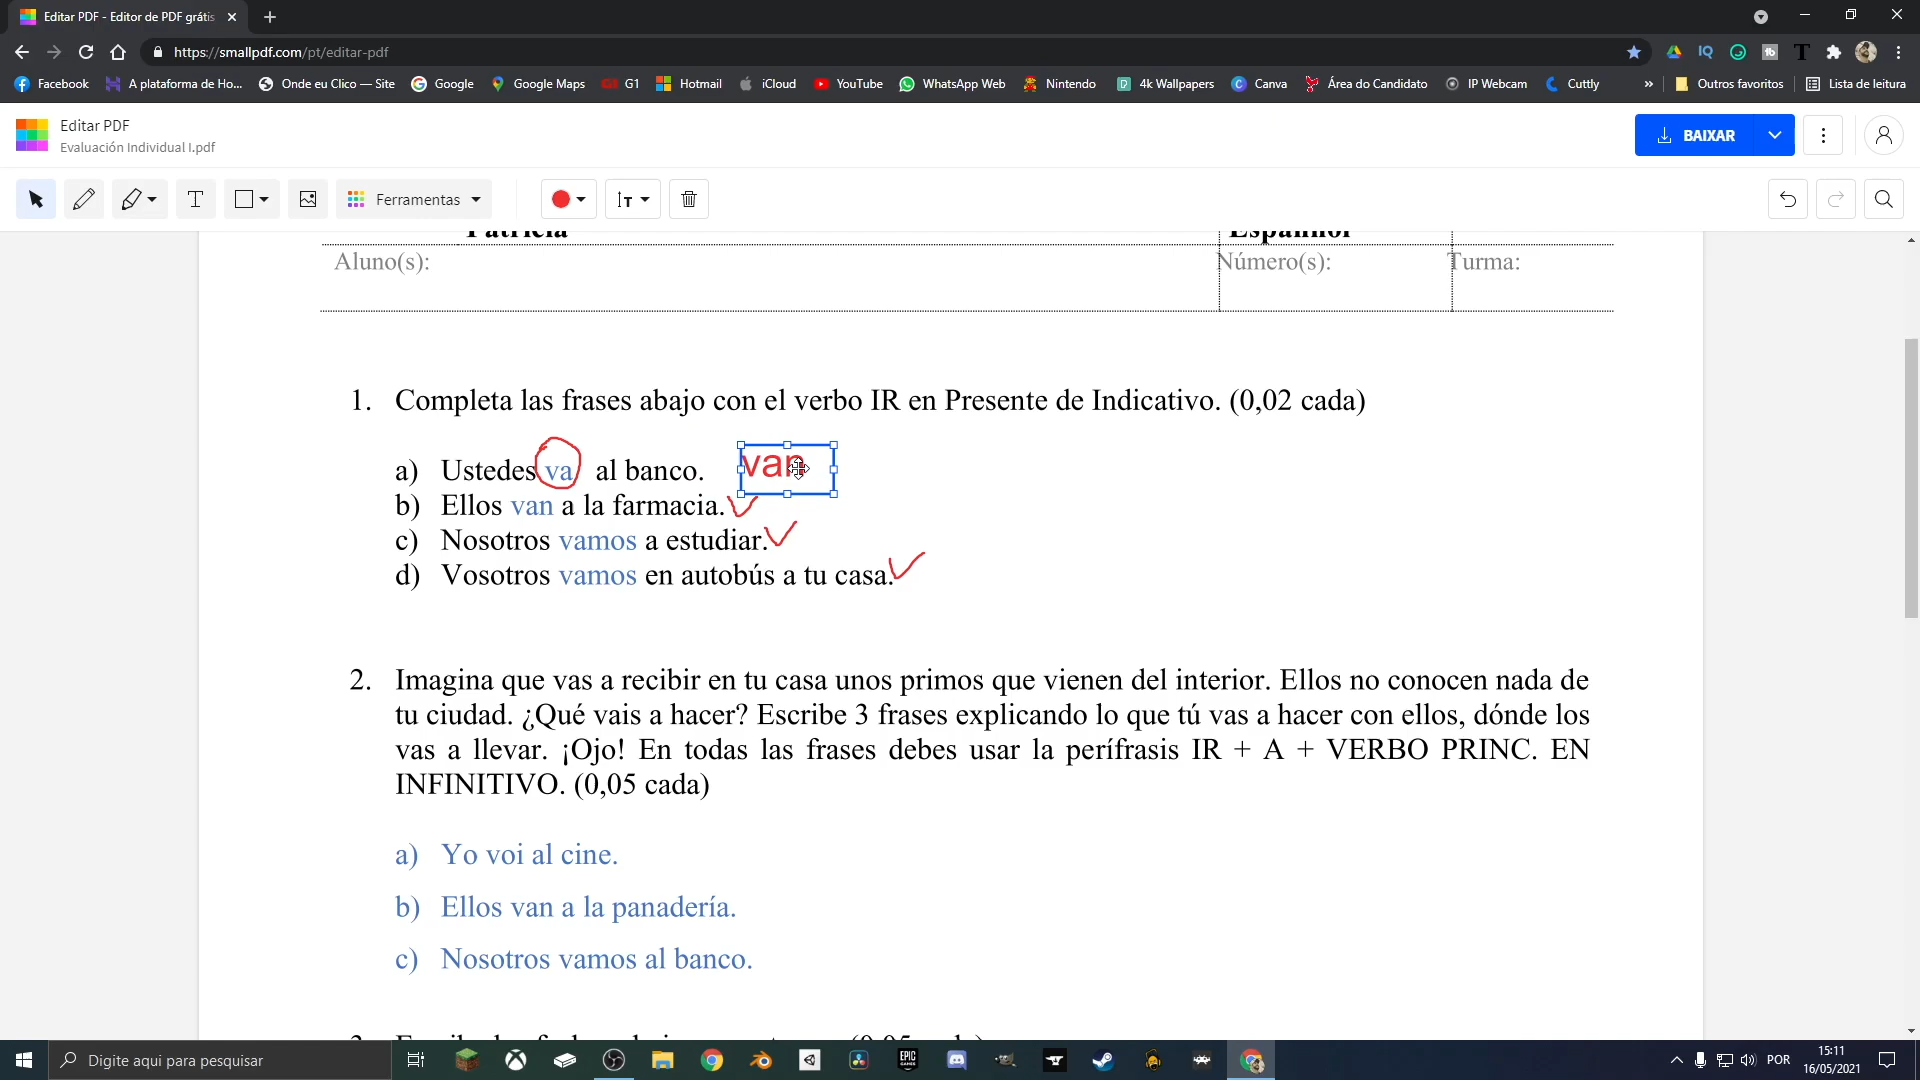 Editar PDF - Editor de PDF grátis
https://smallpdf.com/pt/editar-pdf
Facebook
A plataforma de Ho...
Onde eu Clico — Site
Google
Google Maps
G1
Hotmail
iCloud
YouTube
WhatsApp Web
Nintendo
4k Wallpapers
Canva
Área do Candidato
IP Webcam
Cuttly
»
Outros favoritos
Lista de leitura
Editar PDF
Evaluación Individual I.pdf
BAIXAR
Ferramentas
Patrícia Espanhol
Aluno(s): Número(s): Turma:
1. Completa las frases abajo con el verbo IR en Presente de Indicativo. (0,02 cada)
a) Ustedes va al banco. van
b) Ellos van a la farmacia.
c) Nosotros vamos a estudiar.
d) Vosotros vamos en autobús a tu casa.
2. Imagina que vas a recibir en tu casa unos primos que vienen del interior. Ellos no conocen nada de
tu ciudad. ¿Qué vais a hacer? Escribe 3 frases explicando lo que tú vas a hacer con ellos, dónde los
vas a llevar. ¡Ojo! En todas las frases debes usar la perífrasis IR + A + VERBO PRINC. EN
INFINITIVO. (0,05 cada)
a) Yo voi al cine.
b) Ellos van a la panadería.
c) Nosotros vamos al banco.
Digite aqui para pesquisar
POR
15:11
16/05/2021